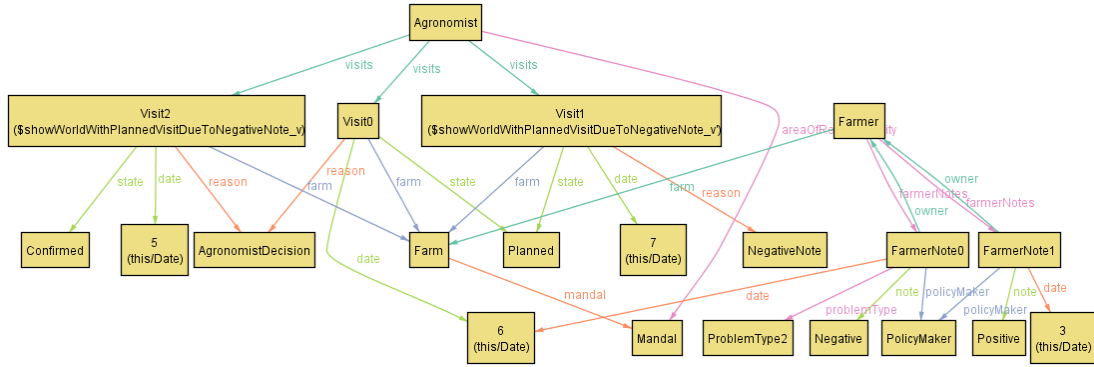 Agronomist
visits
visits
visits
Visit2
($showWorldWithPlannedVisitDueToNegativeNote_v)
Visit0
Visit1
($showWorldWithPlannedVisitDueToNegativeNote_v')
Farmer
state
date
reason
farm
reason
farm
state
farm
state
date
reason
farm
owner
farmerNotes
owner
farmerNotes
Confirmed
5
(this/Date)
AgronomistDecision
Farm
Planned
7
(this/Date)
NegativeNote
FarmerNote0
FarmerNote1
date
mandal
date
problemType
note
policyMaker
policyMaker
note
date
6
(this/Date)
Mandal
ProblemType2
Negative
PolicyMaker
Positive
3
(this/Date)